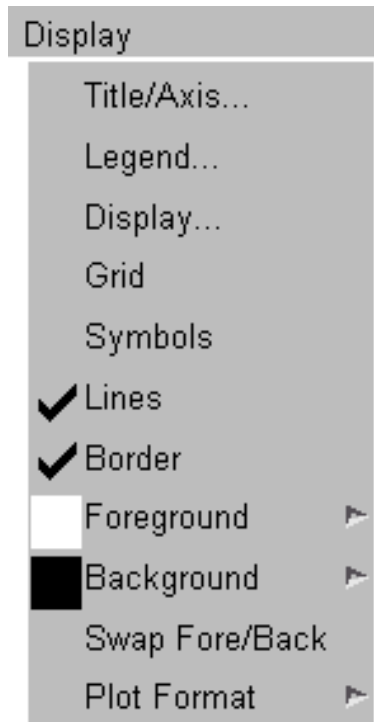 Display
Title/Axis...
Legend...
Display...
Grid
Symbols
Lines
Border
Foreground
Background
Swap Fore/Back
Plot Format